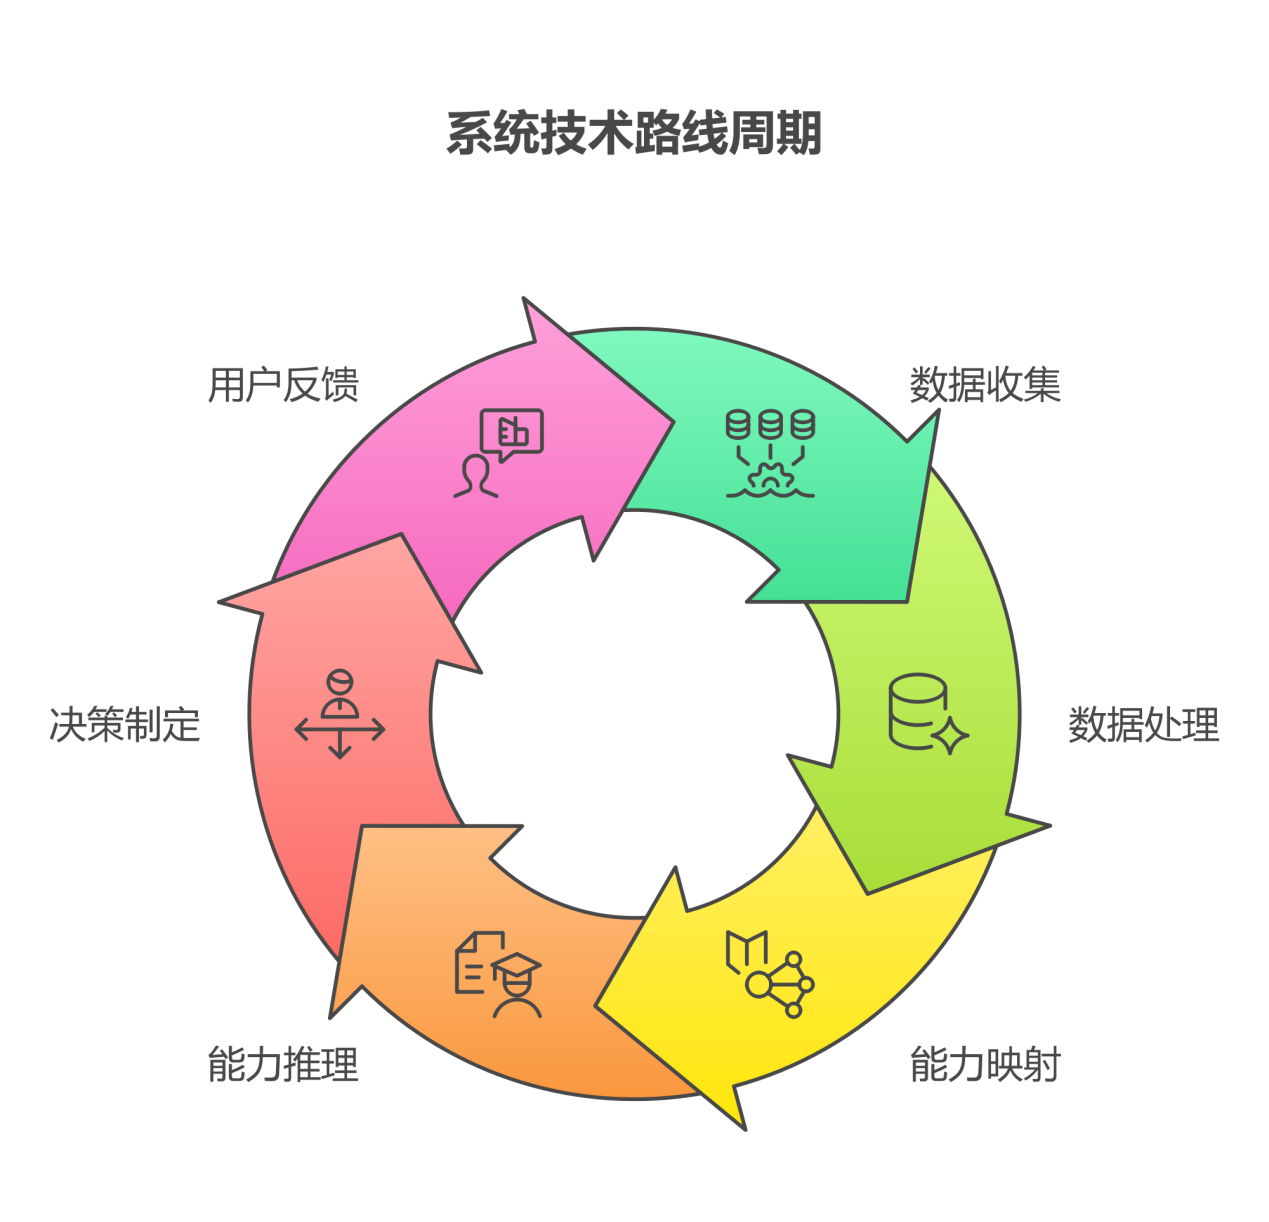 系统技术路线周期
用户反馈
数据收集
决策制定
数据处理
能力推理
能力映射